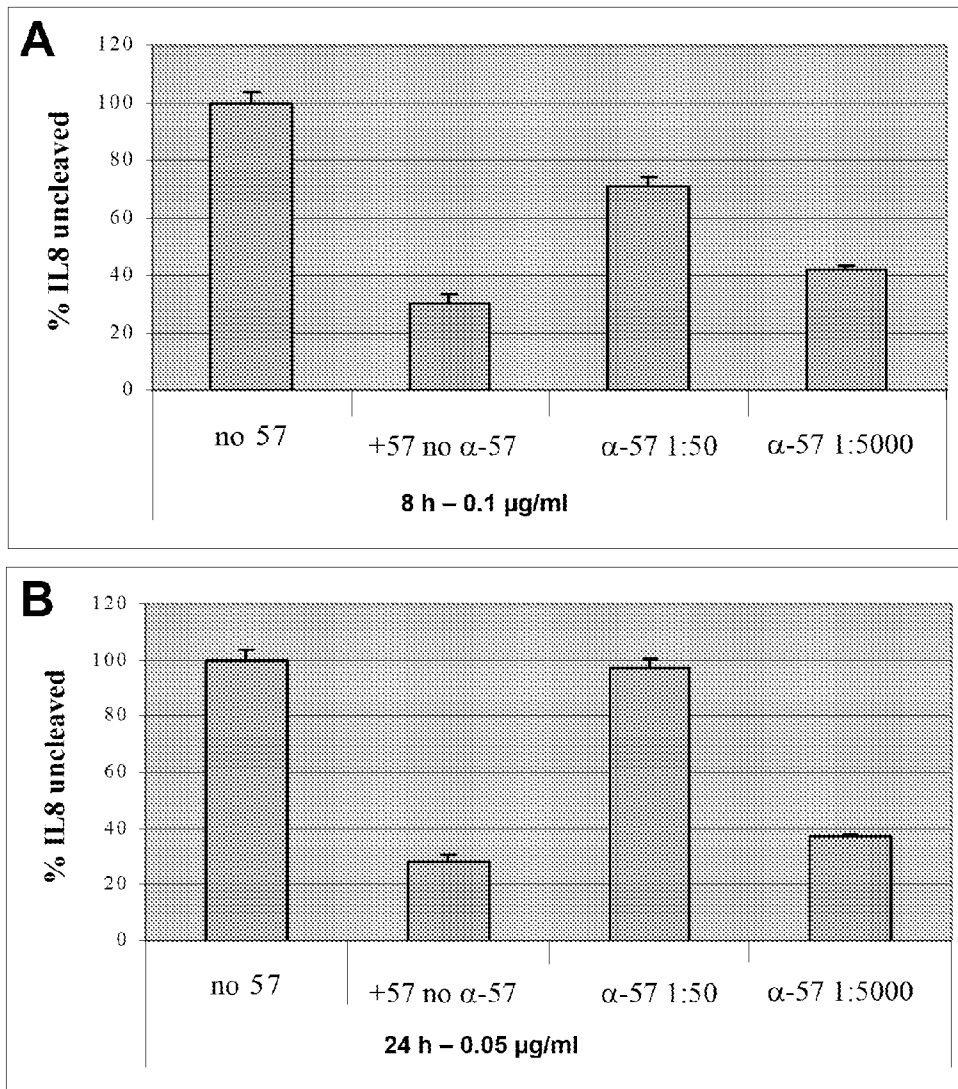 A
% IL8 uncleaved
120
100
80
60
40
20
0
no 57
+57 no α-57
α-57 1:50
α-57 1:5000
8 h – 0.1 µg/ml
B
% IL8 uncleaved
120
100
80
60
40
20
0
no 57
+57 no α-57
α-57 1:50
α-57 1:5000
24 h – 0.05 µg/ml